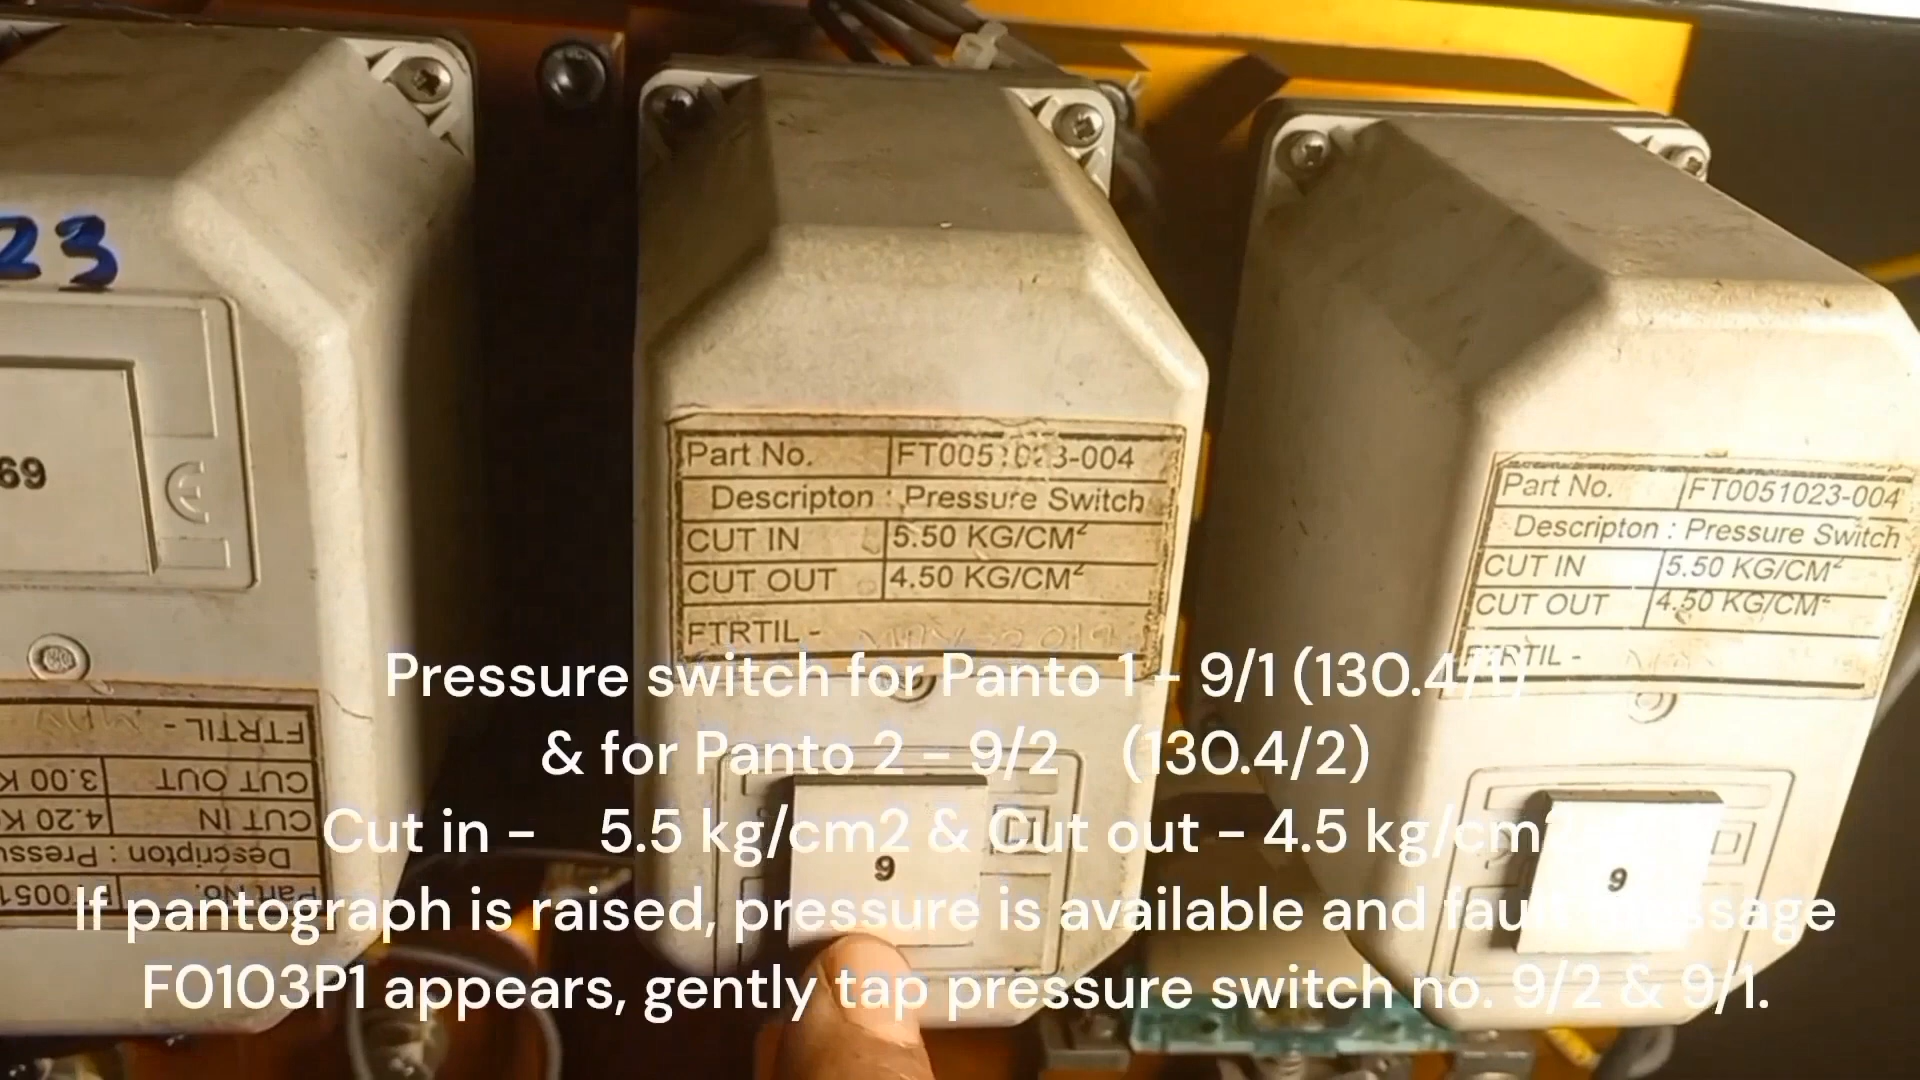 23
69
FTRTIL -
CUT OUT 3.00 K
CUT IN 4.20 K
Descripton : Pressu
Part No.
Part No. FT0051023-004
Descripton : Pressure Switch
CUT IN 5.50 KG/CM²
CUT OUT 4.50 KG/CM²
FTRTIL -
9
Part No. FT0051023-004
Descripton : Pressure Switch
CUT IN 5.50 KG/CM²
CUT OUT 4.50 KG/CM²
9
Pressure switch for Panto 1 - 9/1 (130.4/1)
& for Panto 2 - 9/2 (130.4/2)
Cut in - 5.5 kg/cm2 & Cut out - 4.5 kg/cm2
If pantograph is raised, pressure is available and fault message
F0103P1 appears, gently tap pressure switch no. 9/2 & 9/1.